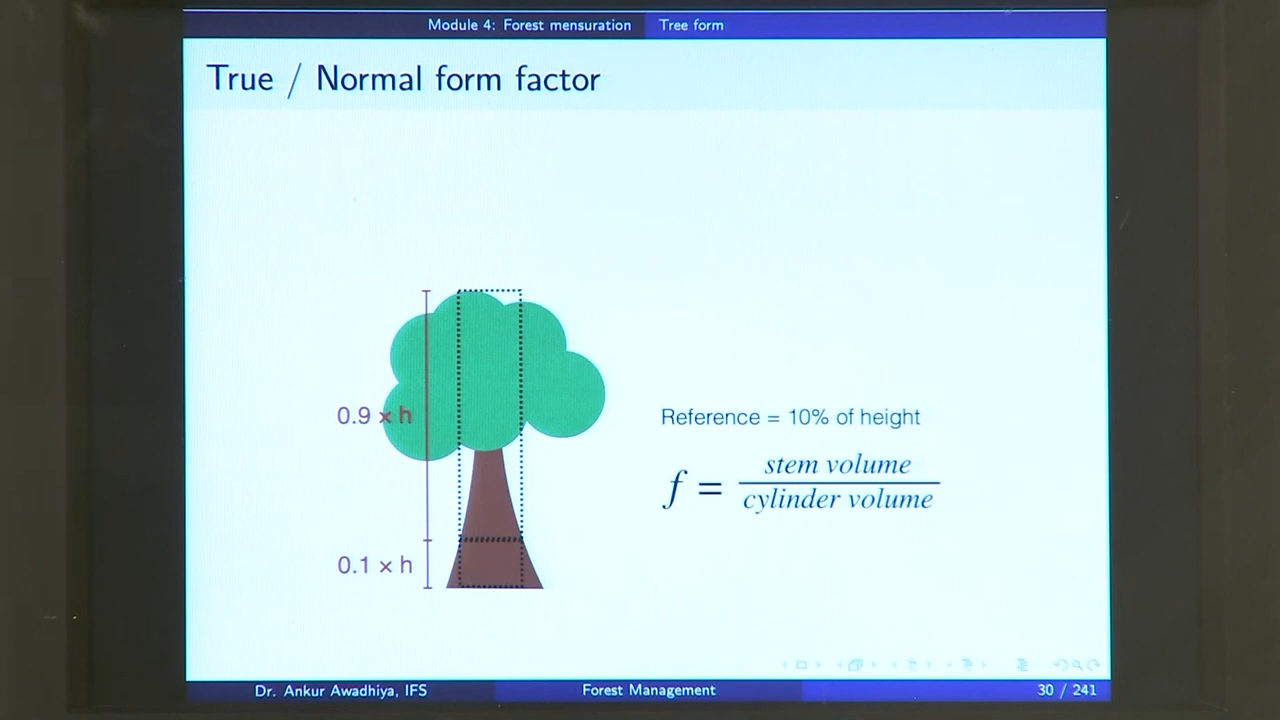 Module 4: Forest mensuration Tree form
True / Normal form factor
0.9 × h
0.1 × h
Reference = 10% of height
f = stem volume / cylinder volume
Dr. Ankur Awadhiya, IFS Forest Management 30 / 241